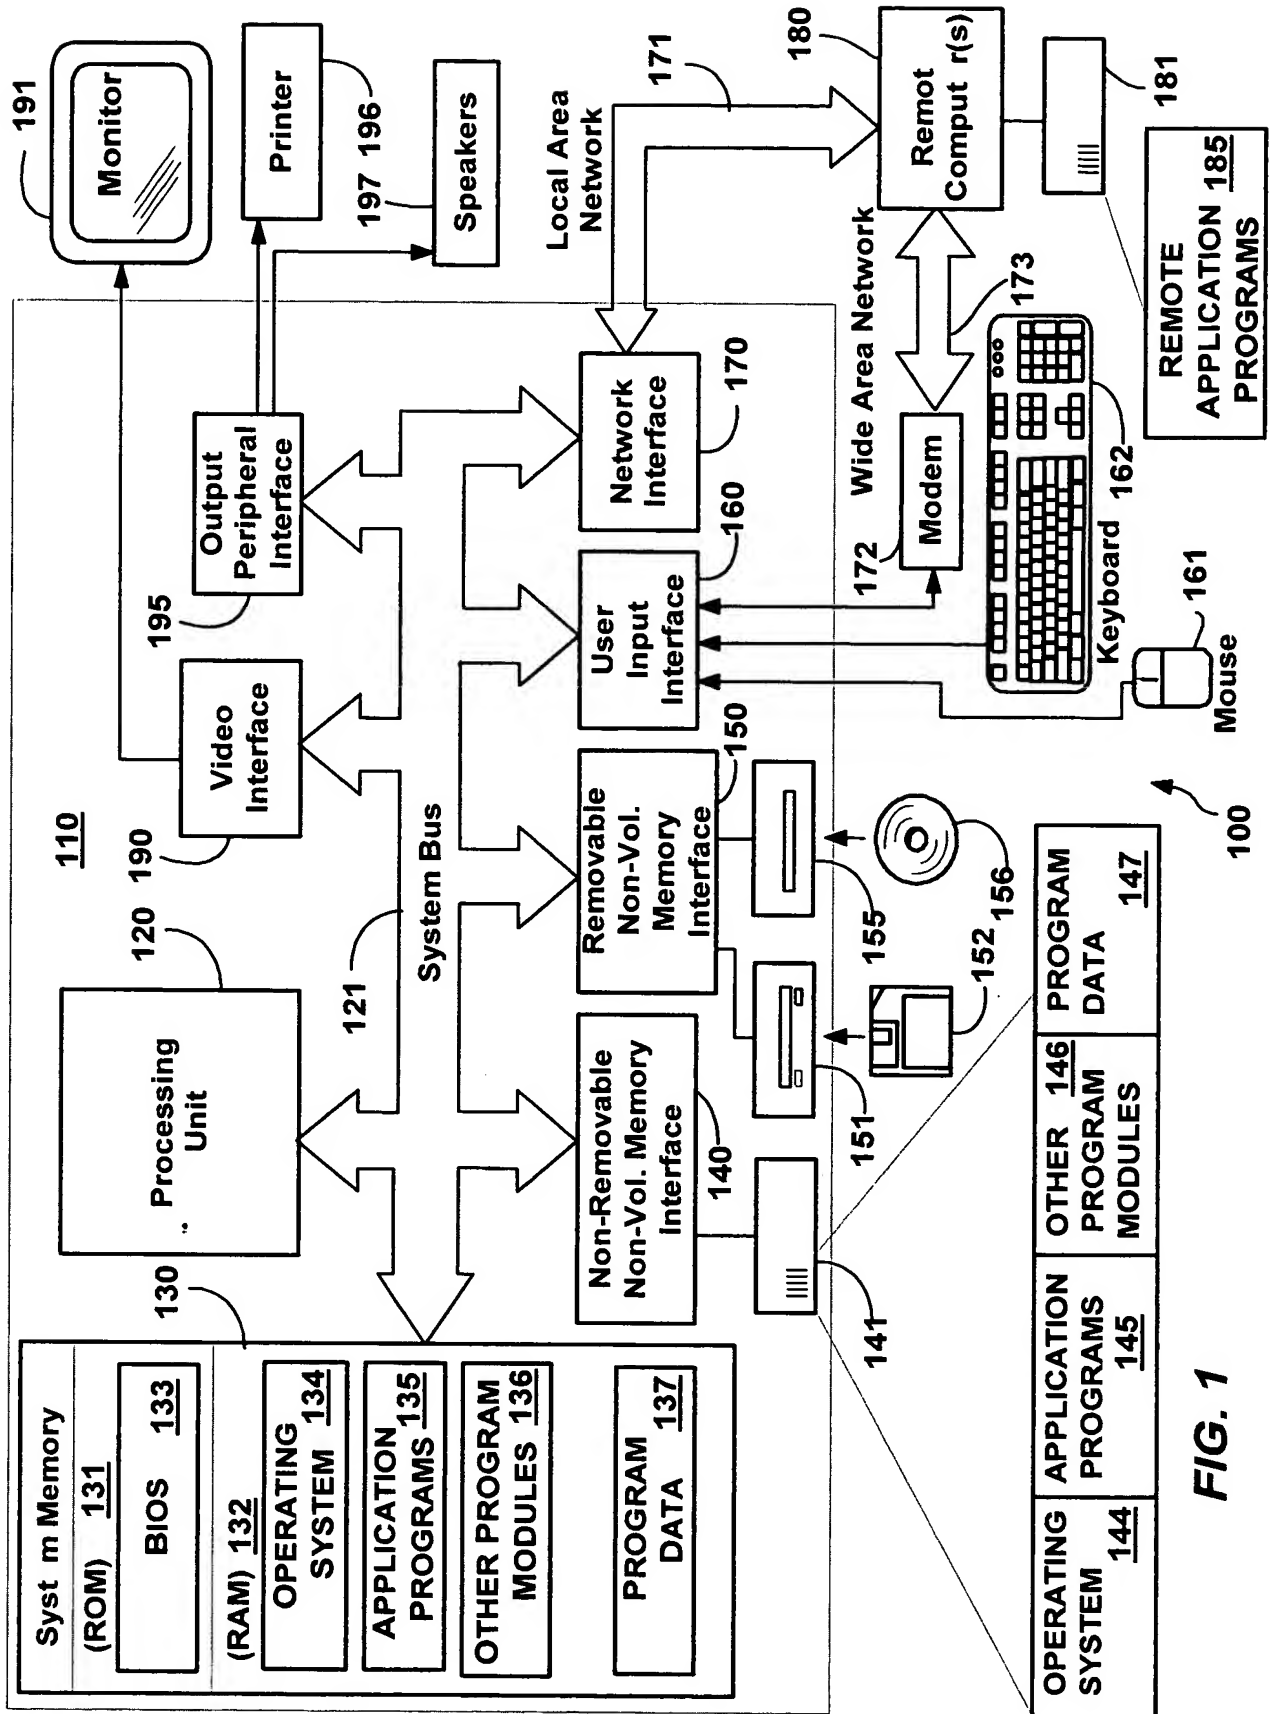 Syst m Memory
(ROM) 131
BIOS 133
(RAM) 132
OPERATING
SYSTEM 134
APPLICATION
PROGRAMS 135
OTHER PROGRAM
MODULES 136
PROGRAM
DATA 137
130
Processing
Unit
120
110
190
Video
Interface
195
Output
Peripheral
Interface
191
Monitor
Printer
197 196
Speakers
121
System Bus
Non-Removable
Non-Vol. Memory
Interface
140
Removable
Non-Vol.
Memory
Interface
150
User
Input
Interface
160
Network
Interface
170
Local Area
Network
171
180
Remot
Comput r(s)
181
141
151
155
152
156
172
Modem
Wide Area Network
173
Keyboard
162
161
Mouse
REMOTE
APPLICATION 185
PROGRAMS
100
OPERATING
SYSTEM
144
APPLICATION
PROGRAMS
145
OTHER 146
PROGRAM
MODULES
PROGRAM
DATA
147
FIG. 1